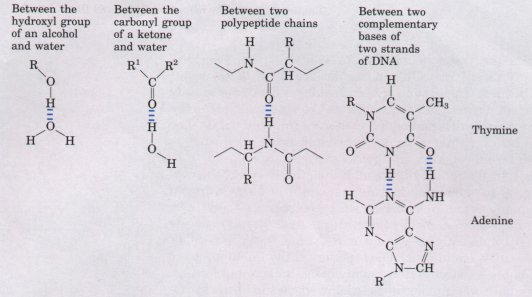 Between the
hydroxyl group
of an alcohol
and water
R
O
H
O
H H
Between the
carbonyl group
of a ketone
and water
R¹ R²
C
O
H
O
H
Between two
polypeptide chains
H R
N C
C H
O
H
H N
C C
R O
Between two
complementary
bases of
two strands
of DNA
H
R C CH₃
N C
C C
O N O
H H
Thymine
H N NH
C C
N C N
C
N CH
R
Adenine